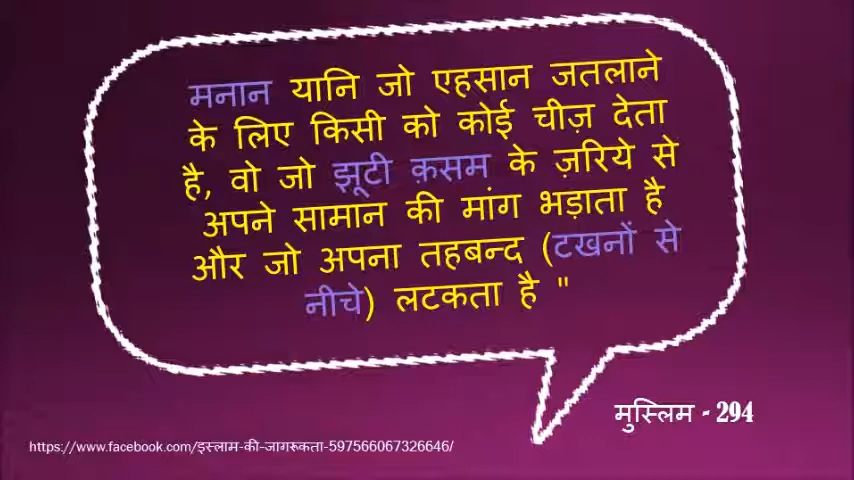 मनान यानि जो एहसान जतलाने
के लिए किसी को कोई चीज़ देता
है, वो जो झूटी क़सम के ज़रिये से
अपने सामान की मांग भड़ाता है
और जो अपना तहबन्द (टखनों से
नीचे) लटकता है "
मुस्लिम - 294
https://www.facebook.com/इस्लाम-की-जागरूकता-597566067326646/